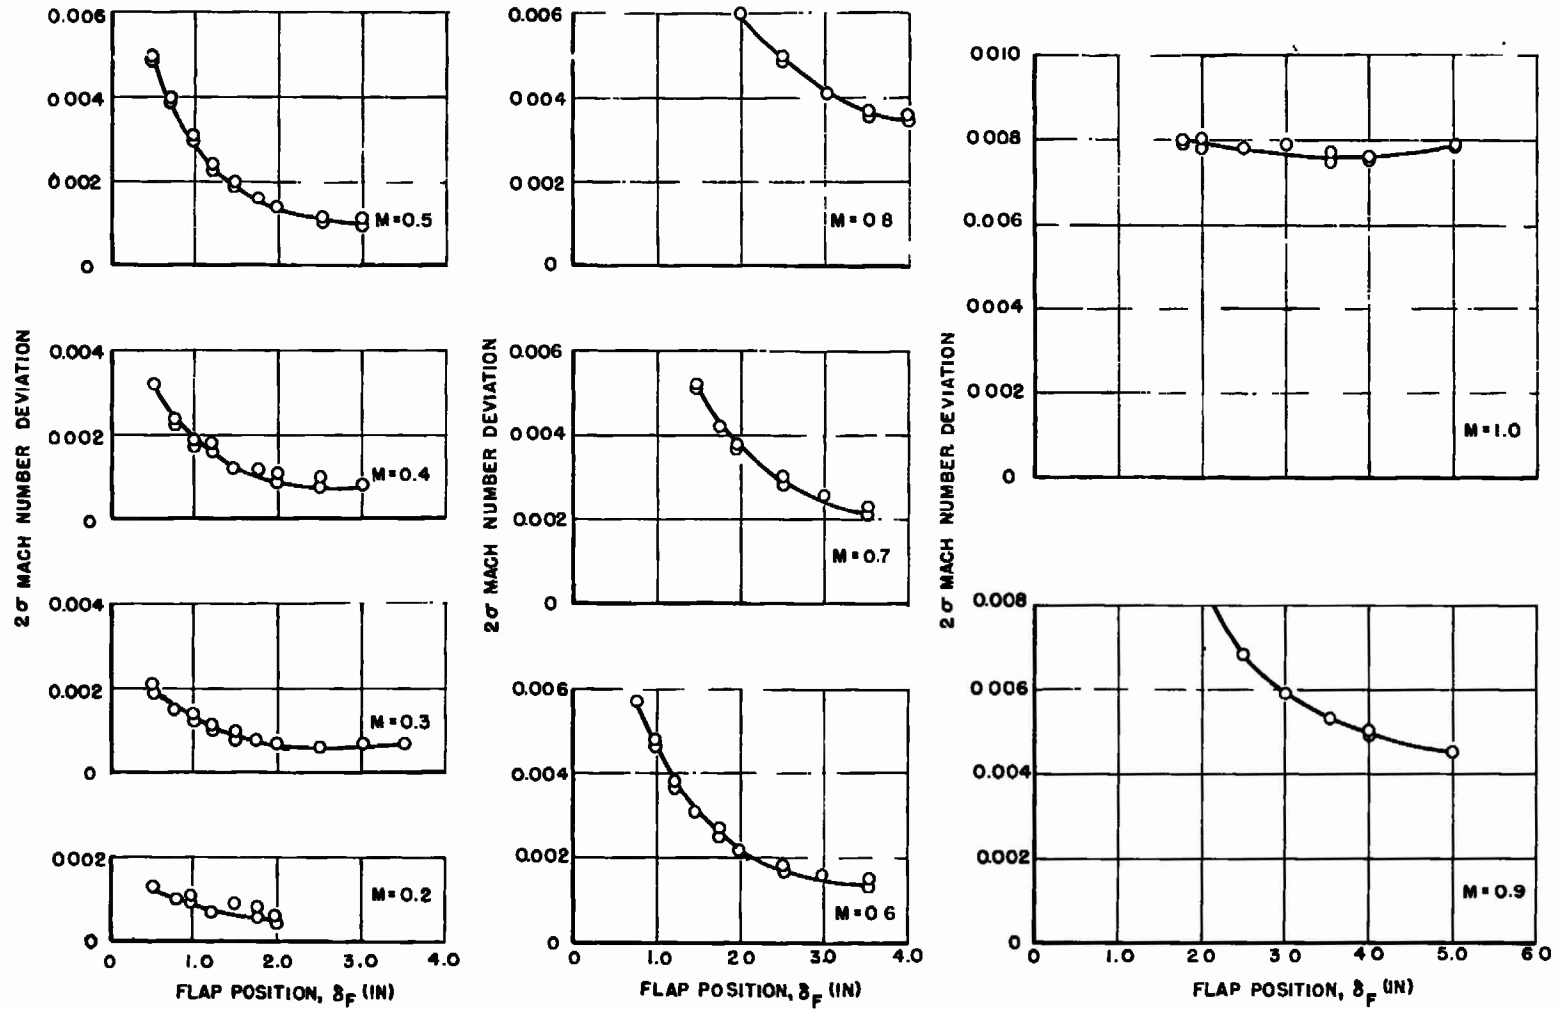 2σ MACH NUMBER DEVIATION
0.006
0.004
0.002
0
M=0.5
0.004
0.002
0
M=0.4
0.004
0.002
0
M=0.3
0.002
0
M=0.2
0 1.0 2.0 3.0 4.0
FLAP POSITION, δF (IN)
2σ MACH NUMBER DEVIATION
0.006
0.004
0.002
0
M=0 8
0.006
0.004
0.002
0
M=0.7
0.006
0.004
0.002
0
M=0 6
0 1.0 2 0 3.0 4.0
FLAP POSITION, δF (IN)
2σ MACH NUMBER DEVIATION
0 010
0.008
0.006
0.004
0 002
0
M=1.0
0.008
0.006
0.004
0.002
0
M=0.9
0 1.0 2 0 3 0 4 0 5.0 6 0
FLAP POSITION, δF (IN)